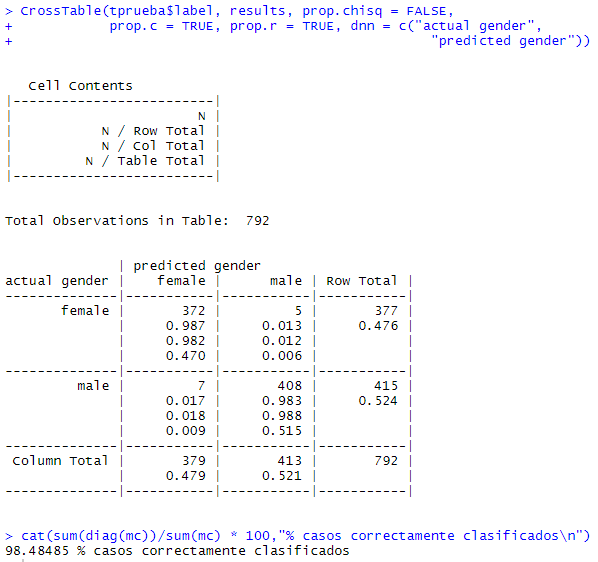 > CrossTable(tprueba$label, results, prop.chisq = FALSE,
+            prop.c = TRUE, prop.r = TRUE, dnn = c("actual gender",
+                                                  "predicted gender"))
   Cell Contents
|-------------------------|
|                       N |
|           N / Row Total |
|           N / Col Total |
|         N / Table Total |
|-------------------------|
Total Observations in Table:  792
              | predicted gender
actual gender |    female |      male | Row Total |
--------------|-----------|-----------|-----------|
       female |       372 |         5 |       377 |
              |     0.987 |     0.013 |     0.476 |
              |     0.982 |     0.012 |           |
              |     0.470 |     0.006 |           |
--------------|-----------|-----------|-----------|
         male |         7 |       408 |       415 |
              |     0.017 |     0.983 |     0.524 |
              |     0.018 |     0.988 |           |
              |     0.009 |     0.515 |           |
--------------|-----------|-----------|-----------|
 Column Total |       379 |       413 |       792 |
              |     0.479 |     0.521 |           |
--------------|-----------|-----------|-----------|
> cat(sum(diag(mc))/sum(mc) * 100,"% casos correctamente clasificados\n")
98.48485 % casos correctamente clasificados